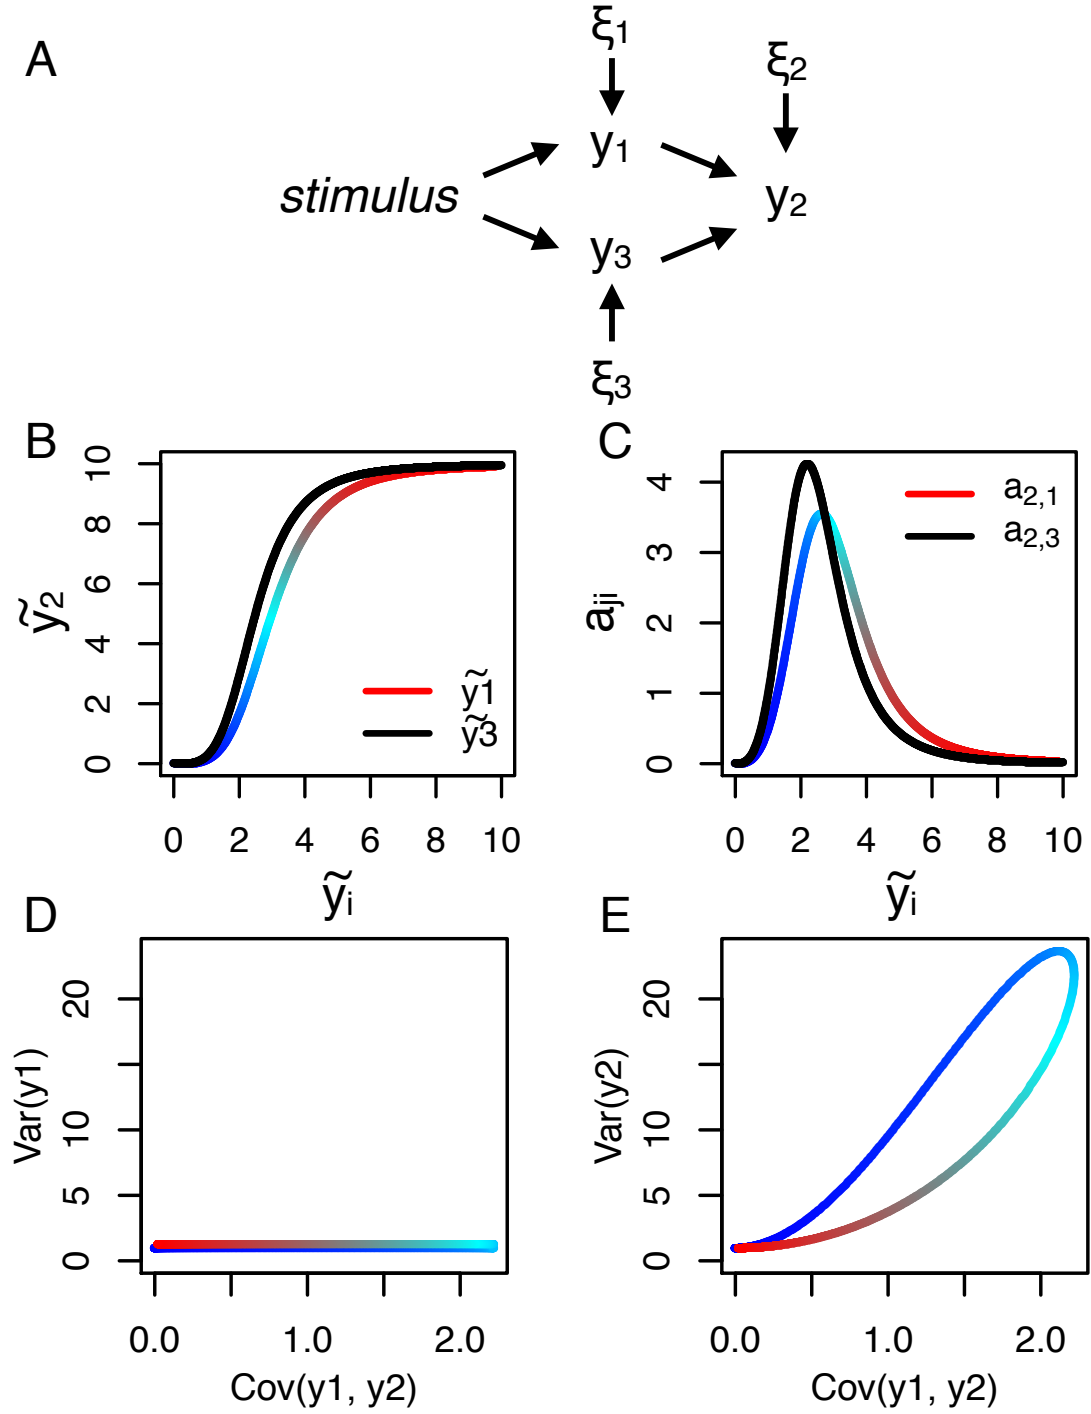 A
ξ1
ξ2
y1
stimulus
y2
y3
ξ3
B
ỹ2
10
8
6
4
2
0
ỹ1
ỹ3
0 2 4 6 8 10
ỹi
C
aji
4
3
2
1
0
a2,1
a2,3
0 2 4 6 8 10
ỹi
D
Var(y1)
20
10
5
0
0.0 1.0 2.0
Cov(y1, y2)
E
Var(y2)
20
10
5
0
0.0 1.0 2.0
Cov(y1, y2)